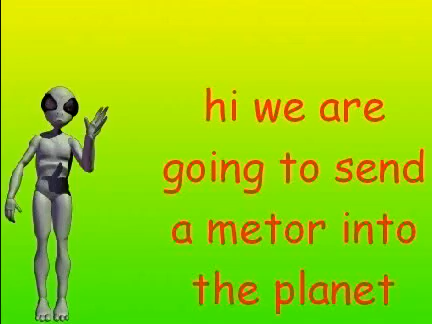 hi we are
going to send
a metor into
the planet